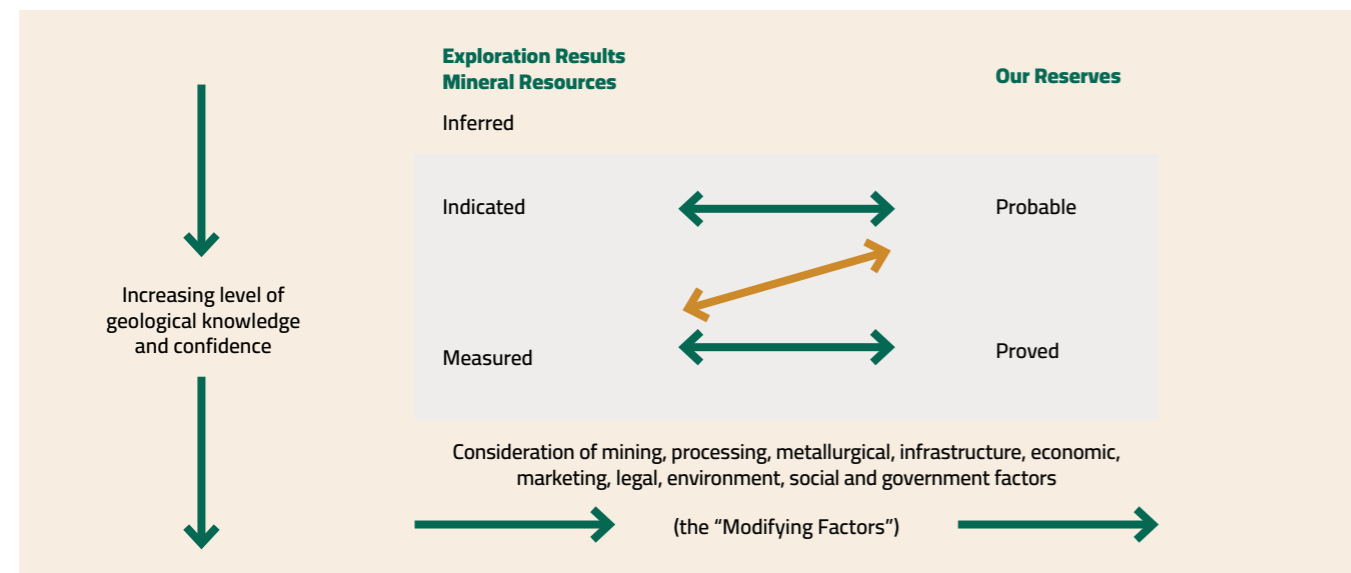 Exploration Results
Mineral Resources
Our Reserves
Inferred
Indicated
Probable
Increasing level of
geological knowledge
and confidence
Measured
Proved
Consideration of mining, processing, metallurgical, infrastructure, economic,
marketing, legal, environment, social and government factors
(the “Modifying Factors”)